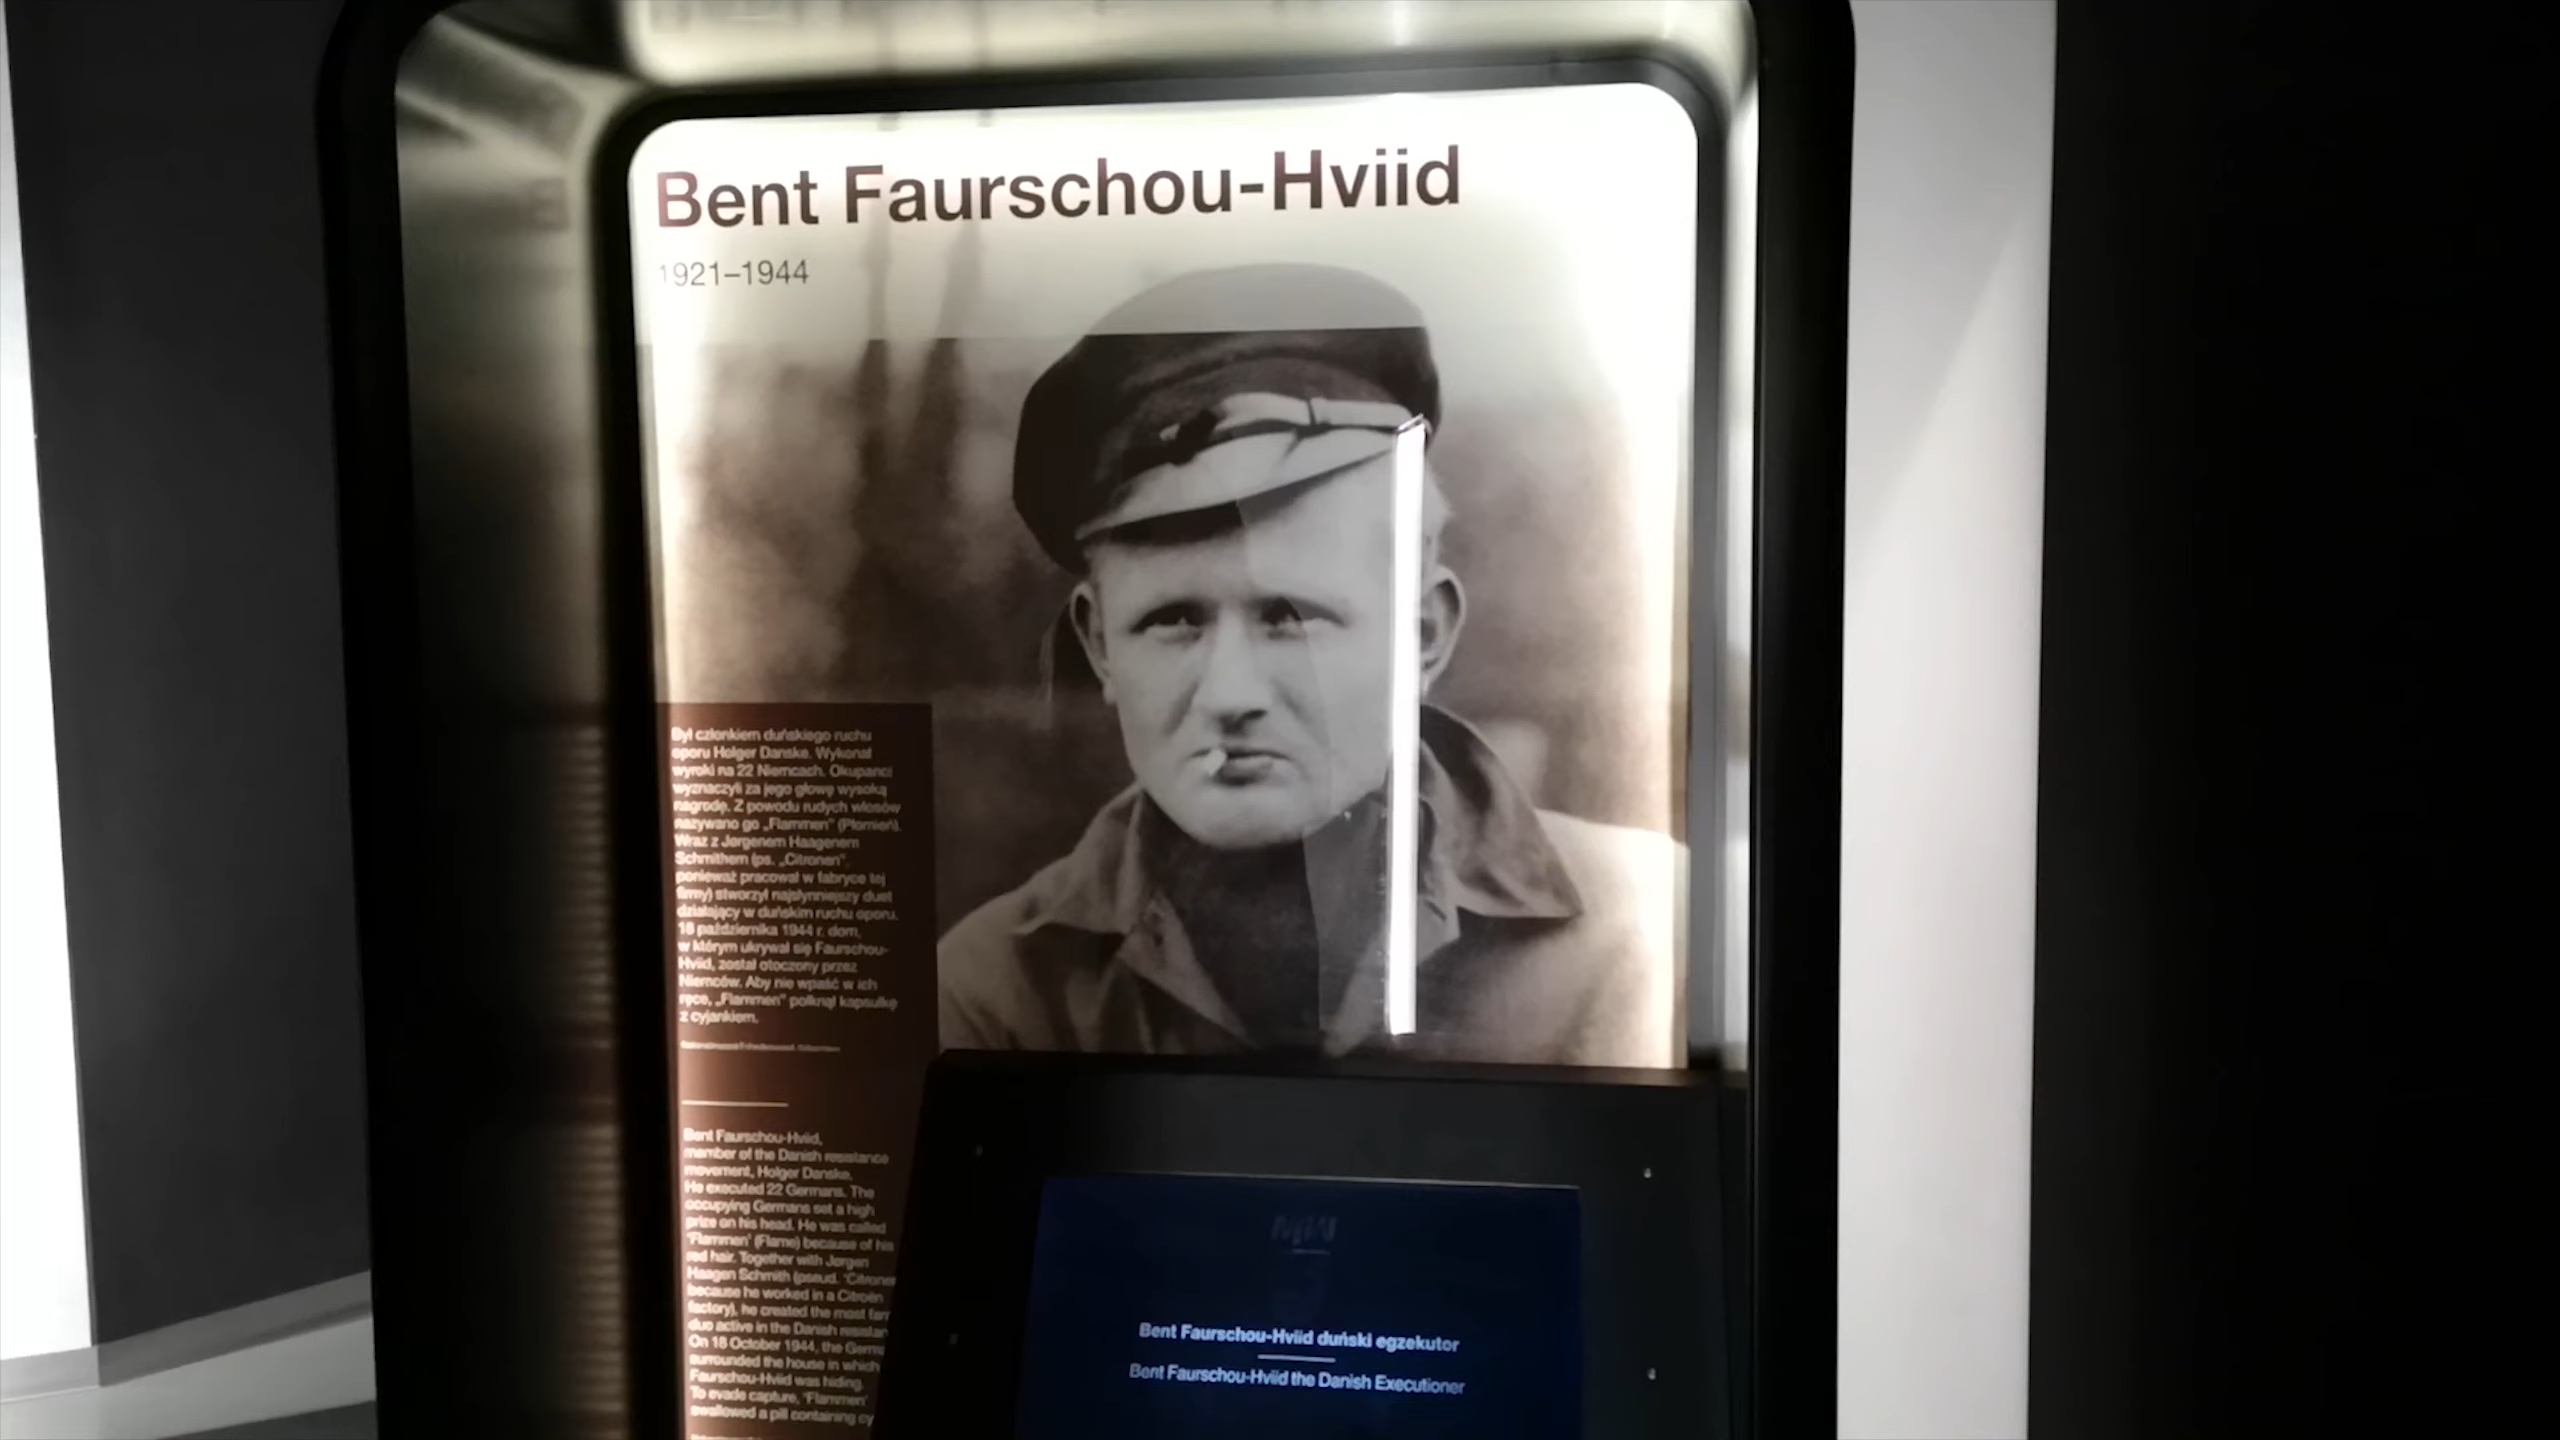 Bent Faurschou-Hviid
1921–1944
Był członkiem duńskiego ruchu
oporu Holger Danske. Wykonał
wyroki na 22 Niemcach. Okupanci
wyznaczyli za jego głowę wysoką
nagrodę. Z powodu rudych włosów
nazywano go „Flammen” (Płomień).
Wraz z Jørgenem Haagenem
Schmithem (ps. „Citronen”,
ponieważ pracował w fabryce tej
firmy) stworzył najsłynniejszy duet
działający w duńskim ruchu oporu.
18 października 1944 r. dom,
w którym ukrywał się Faurschou-
Hviid, został otoczony przez
Niemców. Aby nie wpaść w ich
ręce, „Flammen” połknął kapsułkę
z cyjankiem.
Bent Faurschou-Hviid,
member of the Danish resistance
movement, Holger Danske.
He executed 22 Germans. The
occupying Germans set a high
prize on his head. He was called
'Flammen' (Flame) because of his
red hair. Together with Jørgen
Haagen Schmith (pseud. 'Citronen
because he worked in a Citroën
factory), he created the most fam
duo active in the Danish resistan
On 18 October 1944, the Germa
surrounded the house in which
Faurschou-Hviid was hiding.
To evade capture, 'Flammen'
swallowed a pill containing cy
Bent Faurschou-Hviid duński egzekutor
Bent Faurschou-Hviid the Danish Executioner